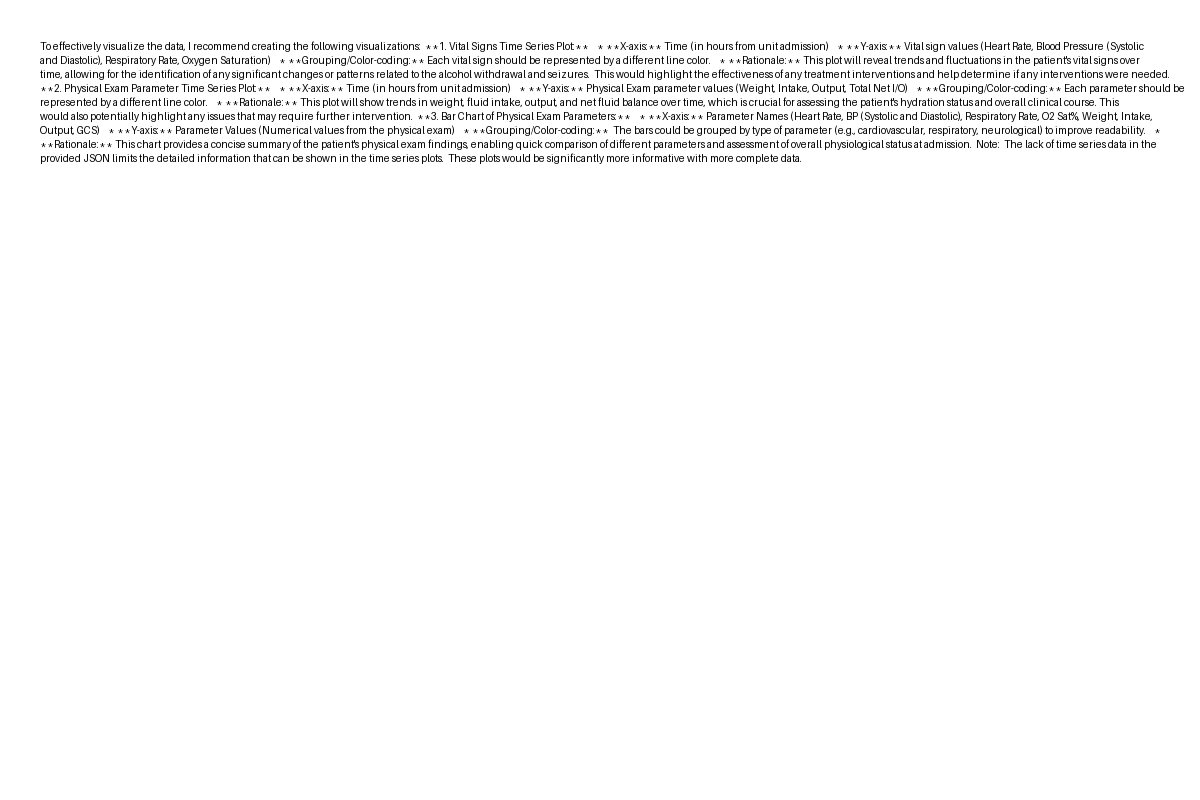 To effectively visualize the data, I recommend creating the following visualizations:  **1. Vital Signs Time Series Plot:**    * **X-axis:** Time (in hours from unit admission)    * **Y-axis:** Vital sign values (Heart Rate, Blood Pressure (Systolic
and Diastolic), Respiratory Rate, Oxygen Saturation)    * **Grouping/Color-coding:** Each vital sign should be represented by a different line color.    * **Rationale:** This plot will reveal trends and fluctuations in the patient's vital signs over
time, allowing for the identification of any significant changes or patterns related to the alcohol withdrawal and seizures.  This would highlight the effectiveness of any treatment interventions and help determine if any interventions were needed.
**2. Physical Exam Parameter Time Series Plot:**    * **X-axis:** Time (in hours from unit admission)    * **Y-axis:** Physical Exam parameter values (Weight, Intake, Output, Total Net I/O)    * **Grouping/Color-coding:** Each parameter should be
represented by a different line color.    * **Rationale:** This plot will show trends in weight, fluid intake, output, and net fluid balance over time, which is crucial for assessing the patient's hydration status and overall clinical course. This
would also potentially highlight any issues that may require further intervention.  **3. Bar Chart of Physical Exam Parameters:**    * **X-axis:** Parameter Names (Heart Rate, BP (Systolic and Diastolic), Respiratory Rate, O2 Sat%, Weight, Intake,
Output, GCS)    * **Y-axis:** Parameter Values (Numerical values from the physical exam)    * **Grouping/Color-coding:**  The bars could be grouped by type of parameter (e.g., cardiovascular, respiratory, neurological) to improve readability.    *
**Rationale:** This chart provides a concise summary of the patient's physical exam findings, enabling quick comparison of different parameters and assessment of overall physiological status at admission.  Note:  The lack of time series data in the
provided JSON limits the detailed information that can be shown in the time series plots.  These plots would be significantly more informative with more complete data.